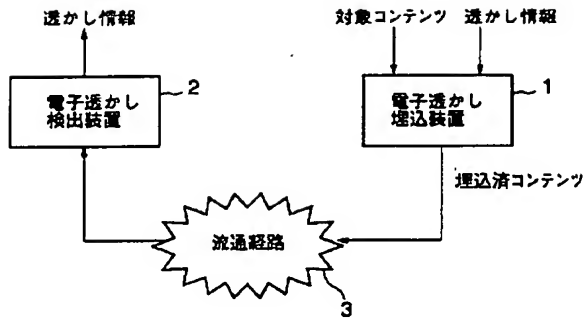 透かし情報
対象コンテンツ 透かし情報
電子透かし
検出装置
2
電子透かし
埋込装置
1
埋込済コンテンツ
流通経路
3